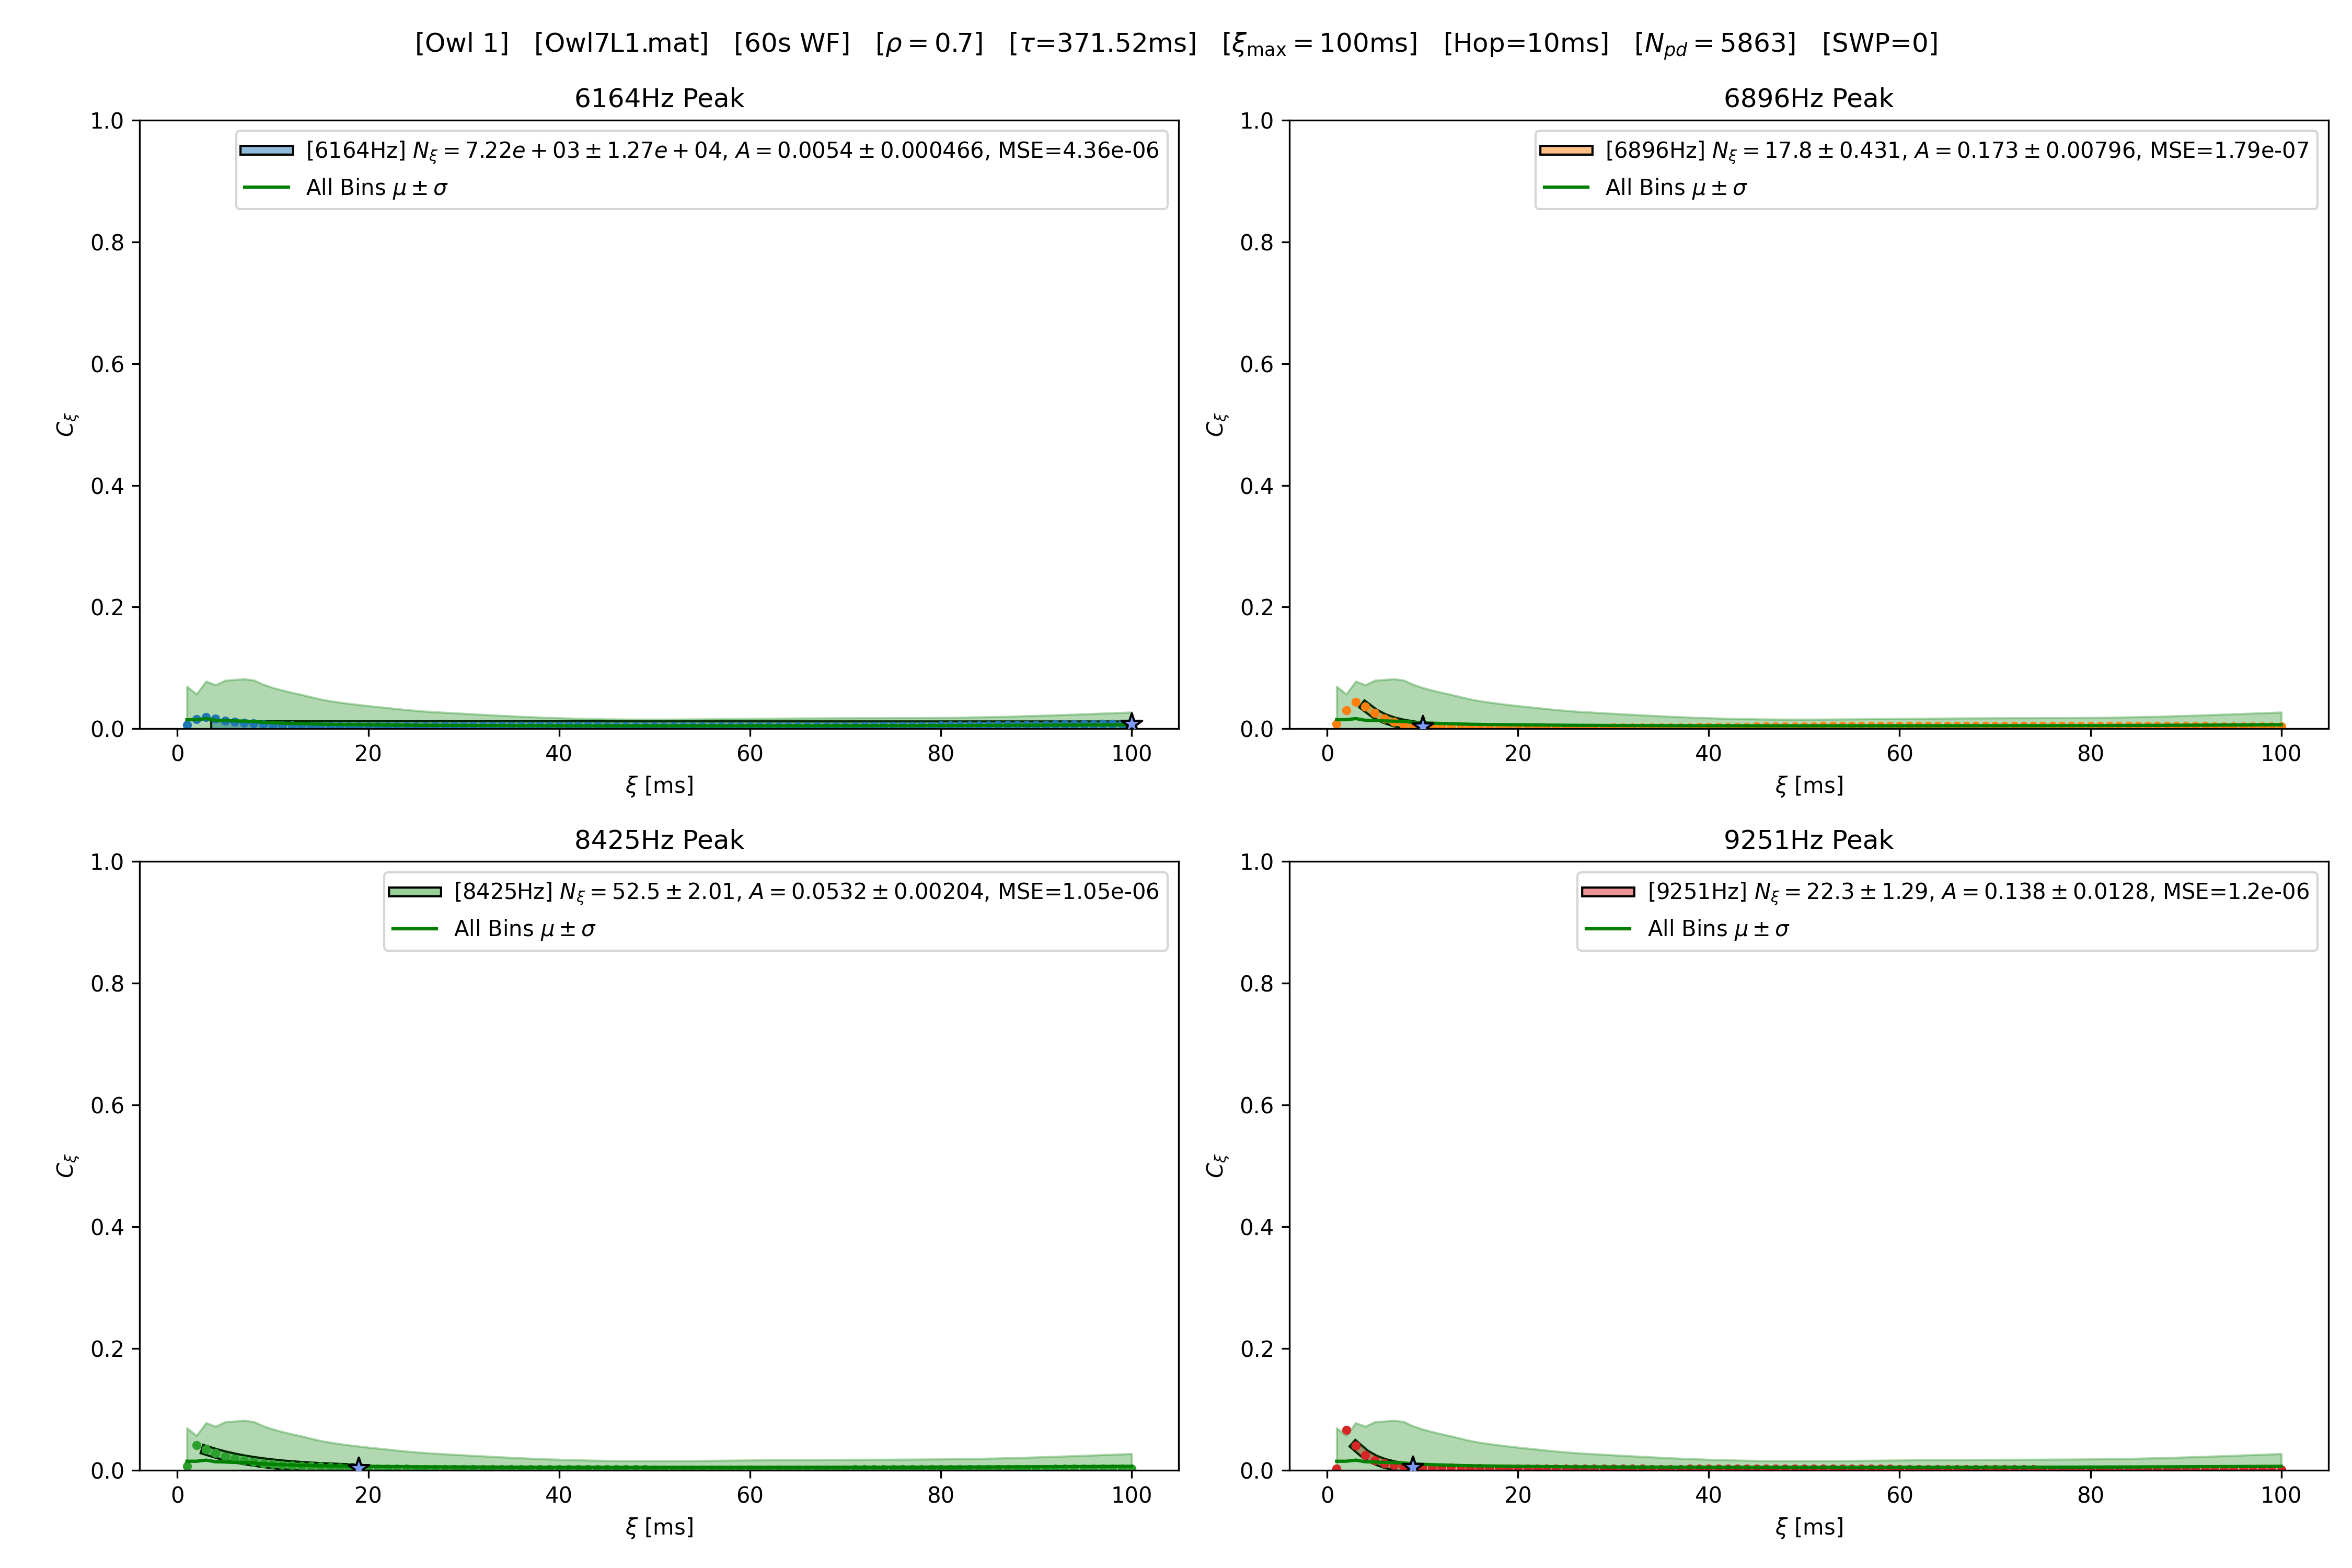 [Owl 1] [Owl7L1.mat] [60s WF] [ρ = 0.7] [τ=371.52ms] [ξmax = 100ms] [Hop=10ms] [Npd = 5863] [SWP=0]
6164Hz Peak
[6164Hz] Nξ = 7.22e + 03 ± 1.27e + 04, A = 0.0054 ± 0.000466, MSE=4.36e-06
All Bins μ ± σ
1.0
0.8
0.6
0.4
0.2
0.0
Cξ
0 20 40 60 80 100
ξ [ms]
6896Hz Peak
[6896Hz] Nξ = 17.8 ± 0.431, A = 0.173 ± 0.00796, MSE=1.79e-07
All Bins μ ± σ
1.0
0.8
0.6
0.4
0.2
0.0
Cξ
0 20 40 60 80 100
ξ [ms]
8425Hz Peak
[8425Hz] Nξ = 52.5 ± 2.01, A = 0.0532 ± 0.00204, MSE=1.05e-06
All Bins μ ± σ
1.0
0.8
0.6
0.4
0.2
0.0
Cξ
0 20 40 60 80 100
ξ [ms]
9251Hz Peak
[9251Hz] Nξ = 22.3 ± 1.29, A = 0.138 ± 0.0128, MSE=1.2e-06
All Bins μ ± σ
1.0
0.8
0.6
0.4
0.2
0.0
Cξ
0 20 40 60 80 100
ξ [ms]